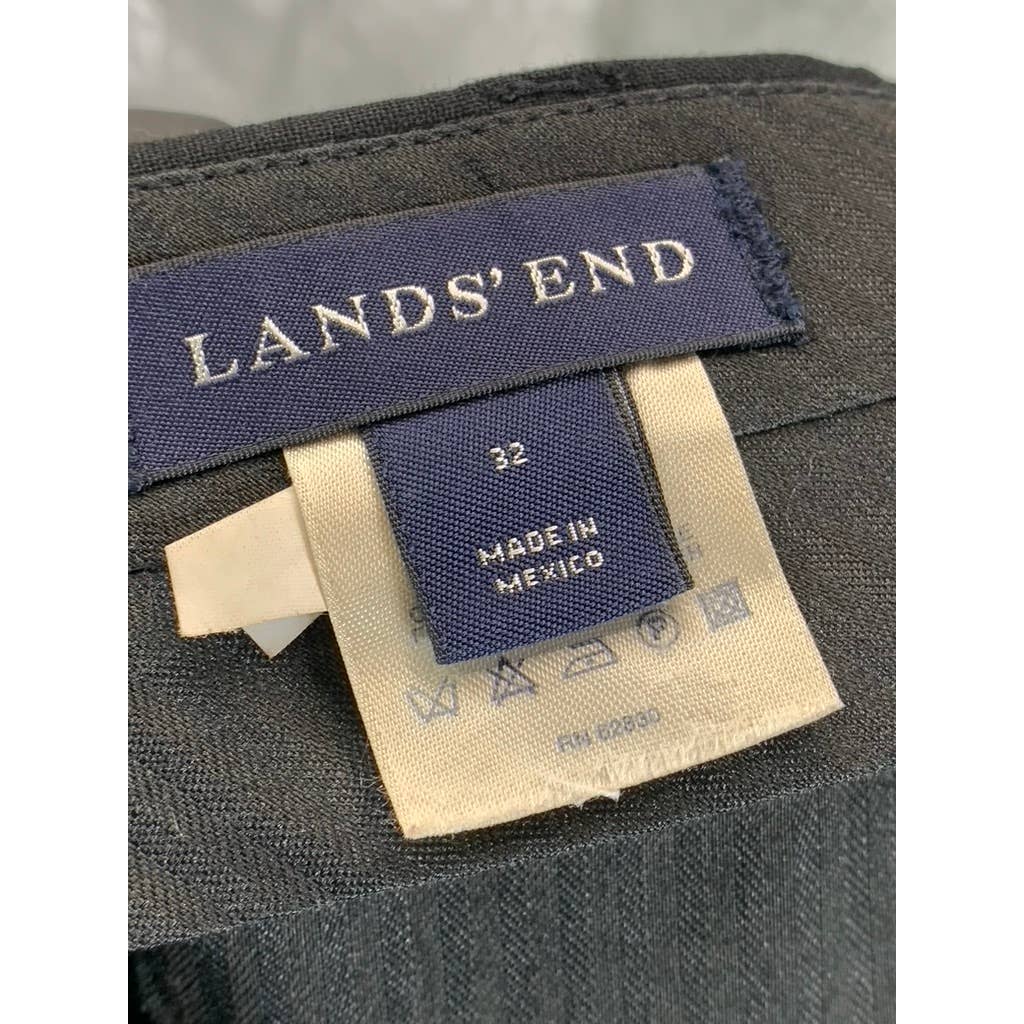 LANDS' END
32
MADE IN
MEXICO
RN 62830